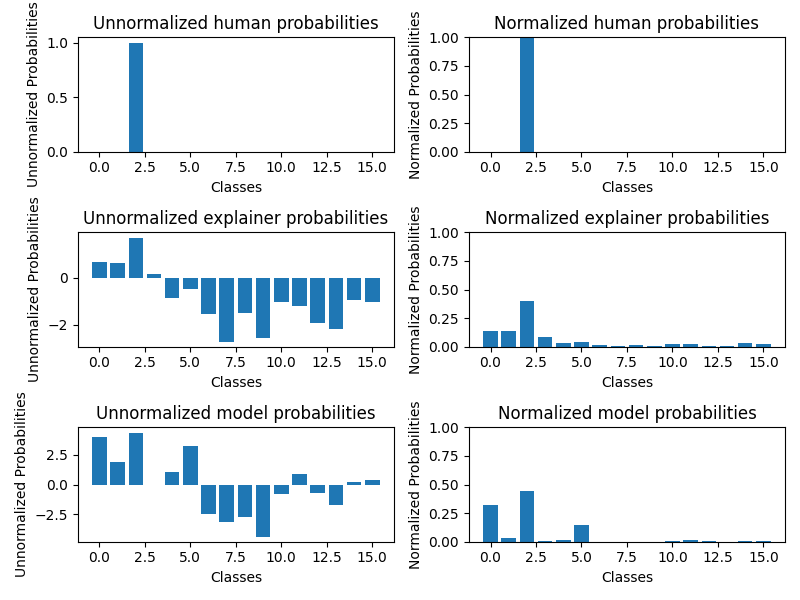 Unnormalized human probabilities
Unnormalized Probabilities
1.0
0.5
0.0
0.0 2.5 5.0 7.5 10.0 12.5 15.0
Classes
Normalized human probabilities
Normalized Probabilities
1.00
0.75
0.50
0.25
0.00
0.0 2.5 5.0 7.5 10.0 12.5 15.0
Classes
Unnormalized explainer probabilities
Unnormalized Probabilities
0
−2
0.0 2.5 5.0 7.5 10.0 12.5 15.0
Classes
Normalized explainer probabilities
Normalized Probabilities
1.00
0.75
0.50
0.25
0.00
0.0 2.5 5.0 7.5 10.0 12.5 15.0
Classes
Unnormalized model probabilities
Unnormalized Probabilities
2.5
0.0
−2.5
0.0 2.5 5.0 7.5 10.0 12.5 15.0
Classes
Normalized model probabilities
Normalized Probabilities
1.00
0.75
0.50
0.25
0.00
0.0 2.5 5.0 7.5 10.0 12.5 15.0
Classes